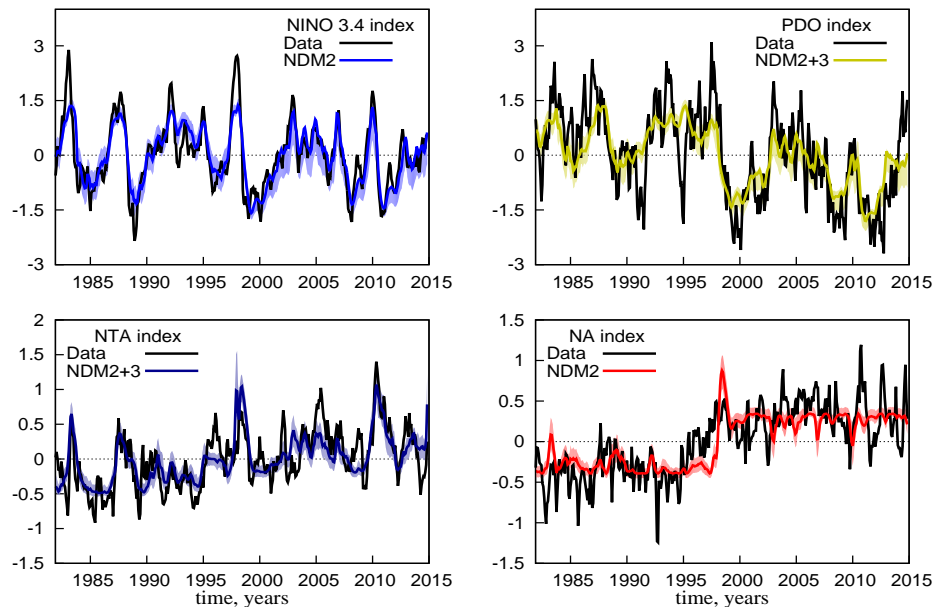 NINO 3.4 index
Data
NDM2
3
1.5
0
-1.5
-3
1985 1990 1995 2000 2005 2010 2015
PDO index
Data
NDM2+3
3
1.5
0
-1.5
-3
1985 1990 1995 2000 2005 2010 2015
NTA index
Data
NDM2+3
2
1.5
1
0.5
0
-0.5
-1
-1.5
1985 1990 1995 2000 2005 2010 2015
time, years
NA index
Data
NDM2
1.5
1
0.5
0
-0.5
-1
-1.5
1985 1990 1995 2000 2005 2010 2015
time, years